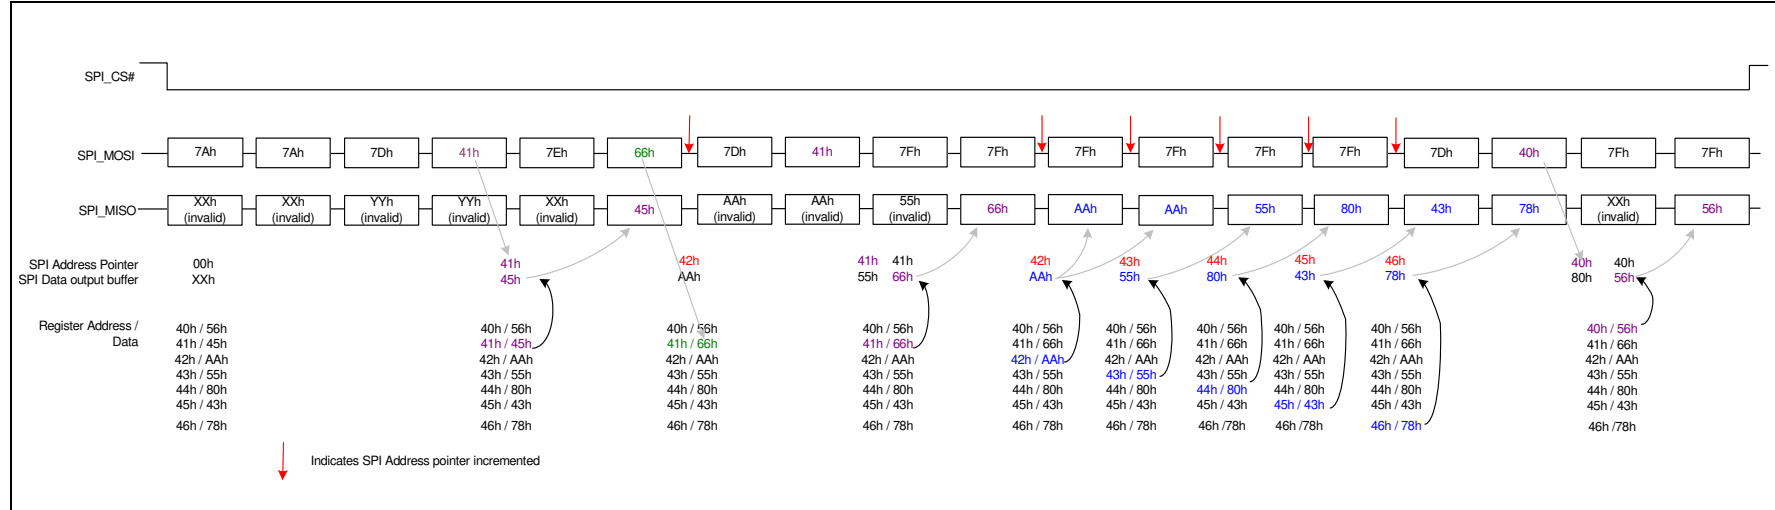 SPI_CS#
SPI_MOSI 7Ah 7Ah 7Dh 41h 7Eh 66h 7Dh 41h 7Fh 7Fh 7Fh 7Fh 7Fh 7Fh 7Dh 40h 7Fh 7Fh
XXh XXh YYh YYh XXh AAh AAh 55h XXh
SPI_MISO 45h 66h AAh AAh 55h 80h 43h 78h 56h
(invalid) (invalid) (invalid) (invalid) (invalid) (invalid) (invalid) (invalid) (invalid)
SPI Address Pointer 00h 41h 42h 41h 41h 42h 43h 44h 45h 46h 40h 40h
SPI Data output buffer XXh 45h AAh 55h 66h AAh 55h 80h 43h 78h 80h 56h
Register Address / 40h / 56h 40h / 56h 40h / 56h 40h / 56h 40h / 56h 40h / 56h 40h / 56h 40h / 56h 40h / 56h 40h / 56h
Data 41h / 45h 41h / 45h 41h / 66h 41h / 66h 41h / 66h 41h / 66h 41h / 66h 41h / 66h 41h / 66h 41h / 66h
42h / AAh 42h / AAh 42h / AAh 42h / AAh 42h / AAh 42h / AAh 42h / AAh 42h / AAh 42h / AAh 42h / AAh
43h / 55h 43h / 55h 43h / 55h 43h / 55h 43h / 55h 43h / 55h 43h / 55h 43h / 55h 43h / 55h 43h / 55h
44h / 80h 44h / 80h 44h / 80h 44h / 80h 44h / 80h 44h / 80h 44h / 80h 44h / 80h 44h / 80h 44h / 80h
45h / 43h 45h / 43h 45h / 43h 45h / 43h 45h / 43h 45h / 43h 45h / 43h 45h / 43h 45h / 43h 45h / 43h
46h / 78h 46h / 78h 46h / 78h 46h / 78h 46h / 78h 46h / 78h 46h /78h 46h /78h 46h / 78h 46h /78h
Indicates SPI Address pointer incremented